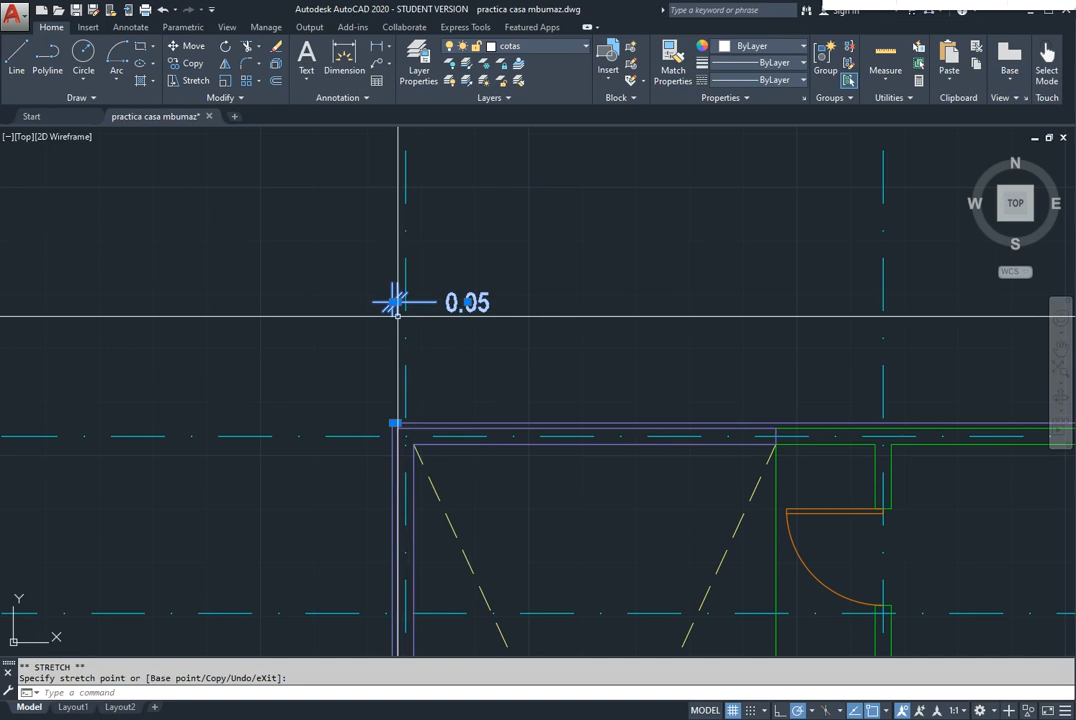 Autodesk AutoCAD 2020 - STUDENT VERSION practica casa mbumaz.dwg
Type a keyword or phrase
Sign In
Home Insert Annotate Parametric View Manage Output Add-ins Collaborate Express Tools Featured Apps
Line
Polyline
Circle
Arc
Move
Copy
Stretch
Text
Dimension
Layer
Properties
cotas
Insert
Match
Properties
ByLayer
ByLayer
ByLayer
Group
Measure
Paste
Base
Select
Mode
Draw Modify Annotation Layers Block Properties Groups Utilities Clipboard View Touch
Start
practica casa mbumaz*
[−][Top][2D Wireframe]
N
W
TOP
E
S
WCS
0.05
Y
X
** STRETCH **
Specify stretch point or [Base point/Copy/Undo/eXit]:
Type a command
Model Layout1 Layout2
MODEL
1:1